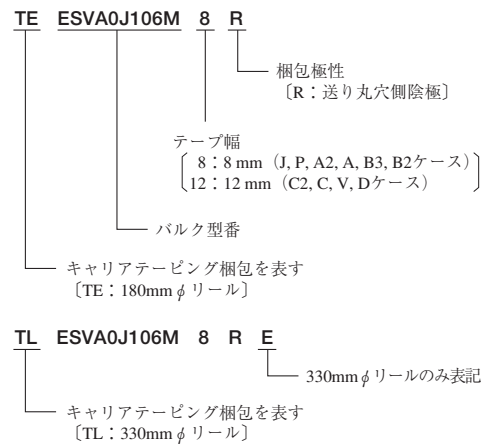 TE ESVA0J106M 8 R
梱包極性
〔R：送り丸穴側陰極〕
テープ幅
8：8 mm（J, P, A2, A, B3, B2ケース）
12：12 mm（C2, C, V, Dケース）
バルク型番
キャリアテーピング梱包を表す
〔TE：180mmφリール〕
TL ESVA0J106M 8 R E
330mmφリールのみ表記
キャリアテーピング梱包を表す
〔TL：330mmφリール〕